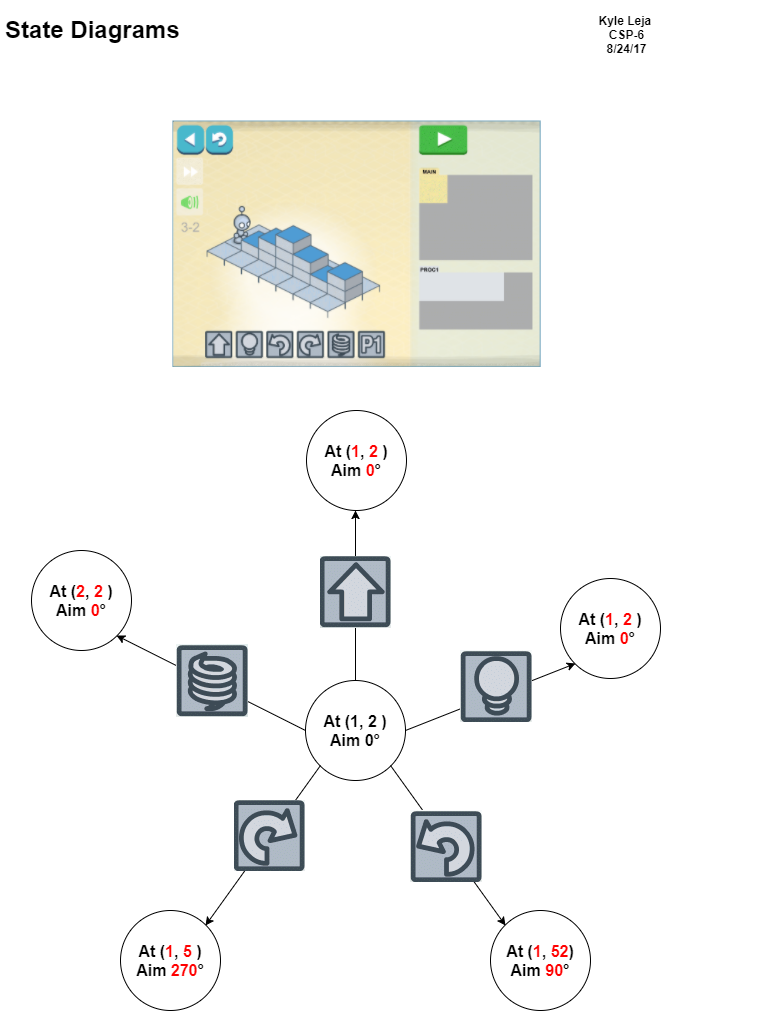 State Diagrams
Kyle Leja
CSP-6
8/24/17
MAIN
3-2
PROC1
P1
At (1, 2 )
Aim 0°
At (2, 2 )
Aim 0°
At (1, 2 )
Aim 0°
At (1, 2 )
Aim 0°
At (1, 5 )
Aim 270°
At (1, 52)
Aim 90°